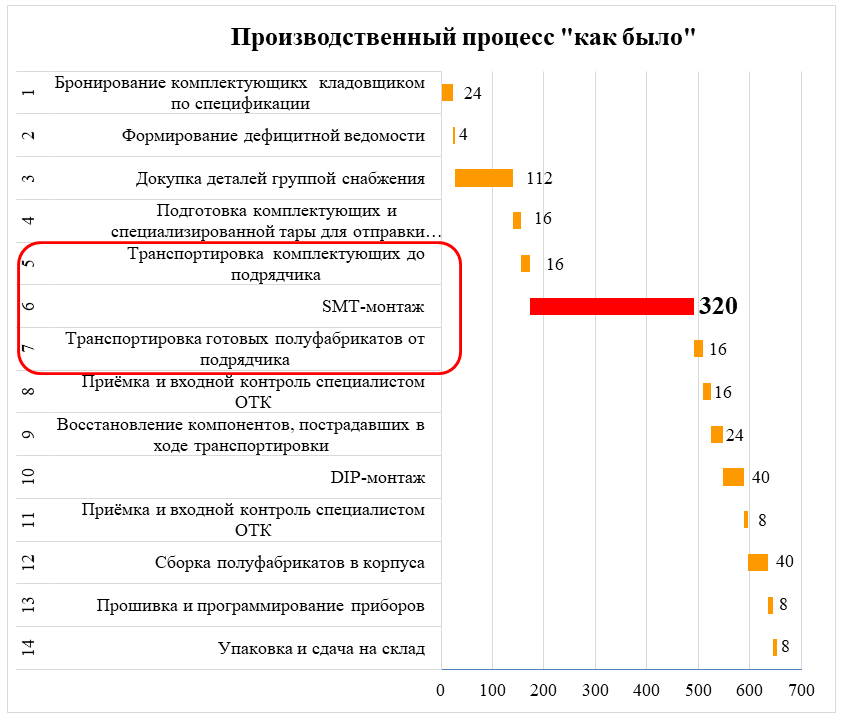 Производственный процесс "как было"
1
Бронирование комплектующикх кладовщиком
по спецификации
24
2
Формирование дефицитной ведомости
4
3
Докупка деталей группой снабжения
112
4
Подготовка комплектующих и
специализированной тары для отправки…
16
5
Транспортировка комплектующих до
подрядчика
16
6
SMT-монтаж
320
7
Транспортировка готовых полуфабрикатов от
подрядчика
16
8
Приёмка и входной контроль специалистом
ОТК
16
9
Восстановление компонентов, пострадавших в
ходе транспортировки
24
10
DIP-монтаж
40
11
Приёмка и входной контроль специалистом
ОТК
8
12
Сборка полуфабрикатов в корпуса
40
13
Прошивка и программирование приборов
8
14
Упаковка и сдача на склад
8
0 100 200 300 400 500 600 700